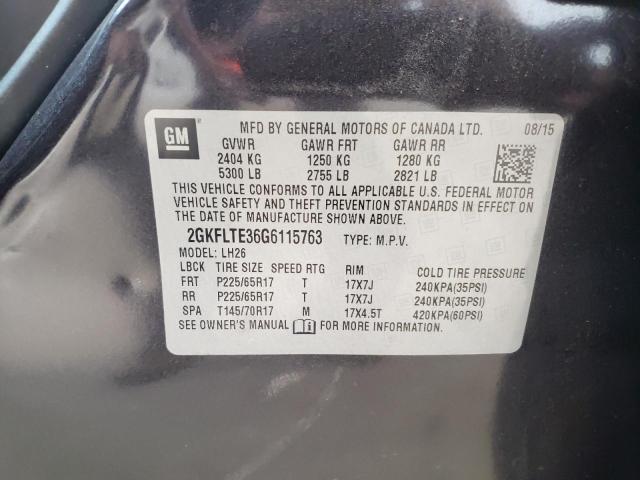 GM ® MFD BY GENERAL MOTORS OF CANADA LTD. 08/15
GVWR GAWR FRT GAWR RR
2404 KG 1250 KG 1280 KG
5300 LB 2755 LB 2821 LB
THIS VEHICLE CONFORMS TO ALL APPLICABLE U.S. FEDERAL MOTOR
VEHICLE SAFETY AND THEFT PREVENTION STANDARDS IN EFFECT ON
THE DATE OF MANUFACTURE SHOWN ABOVE.
2GKFLTE36G6115763 TYPE: M.P.V.
MODEL: LH26
LBCK TIRE SIZE SPEED RTG RIM COLD TIRE PRESSURE
FRT P225/65R17 T 17X7J 240KPA(35PSI)
RR P225/65R17 T 17X7J 240KPA(35PSI)
SPA T145/70R17 M 17X4.5T 420KPA(60PSI)
SEE OWNER'S MANUAL FOR MORE INFORMATION.